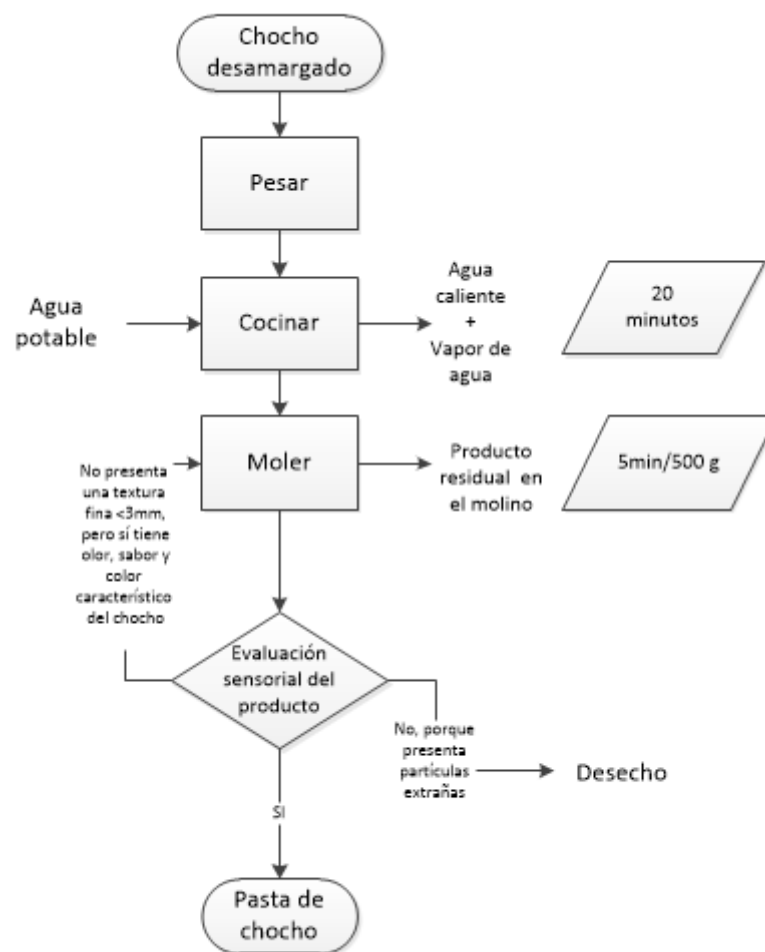 Chocho
desamargado
Pesar
Agua
potable
Cocinar
Agua
caliente
+
Vapor de
agua
20
minutos
Moler
Producto
residual en
el molino
5min/500 g
No presenta
una textura
fina <3mm,
pero sí tiene
olor, sabor y
color
característico
del chocho
Evaluación
sensorial del
producto
No, porque
presenta
partículas
extrañas
Desecho
SI
Pasta de
chocho